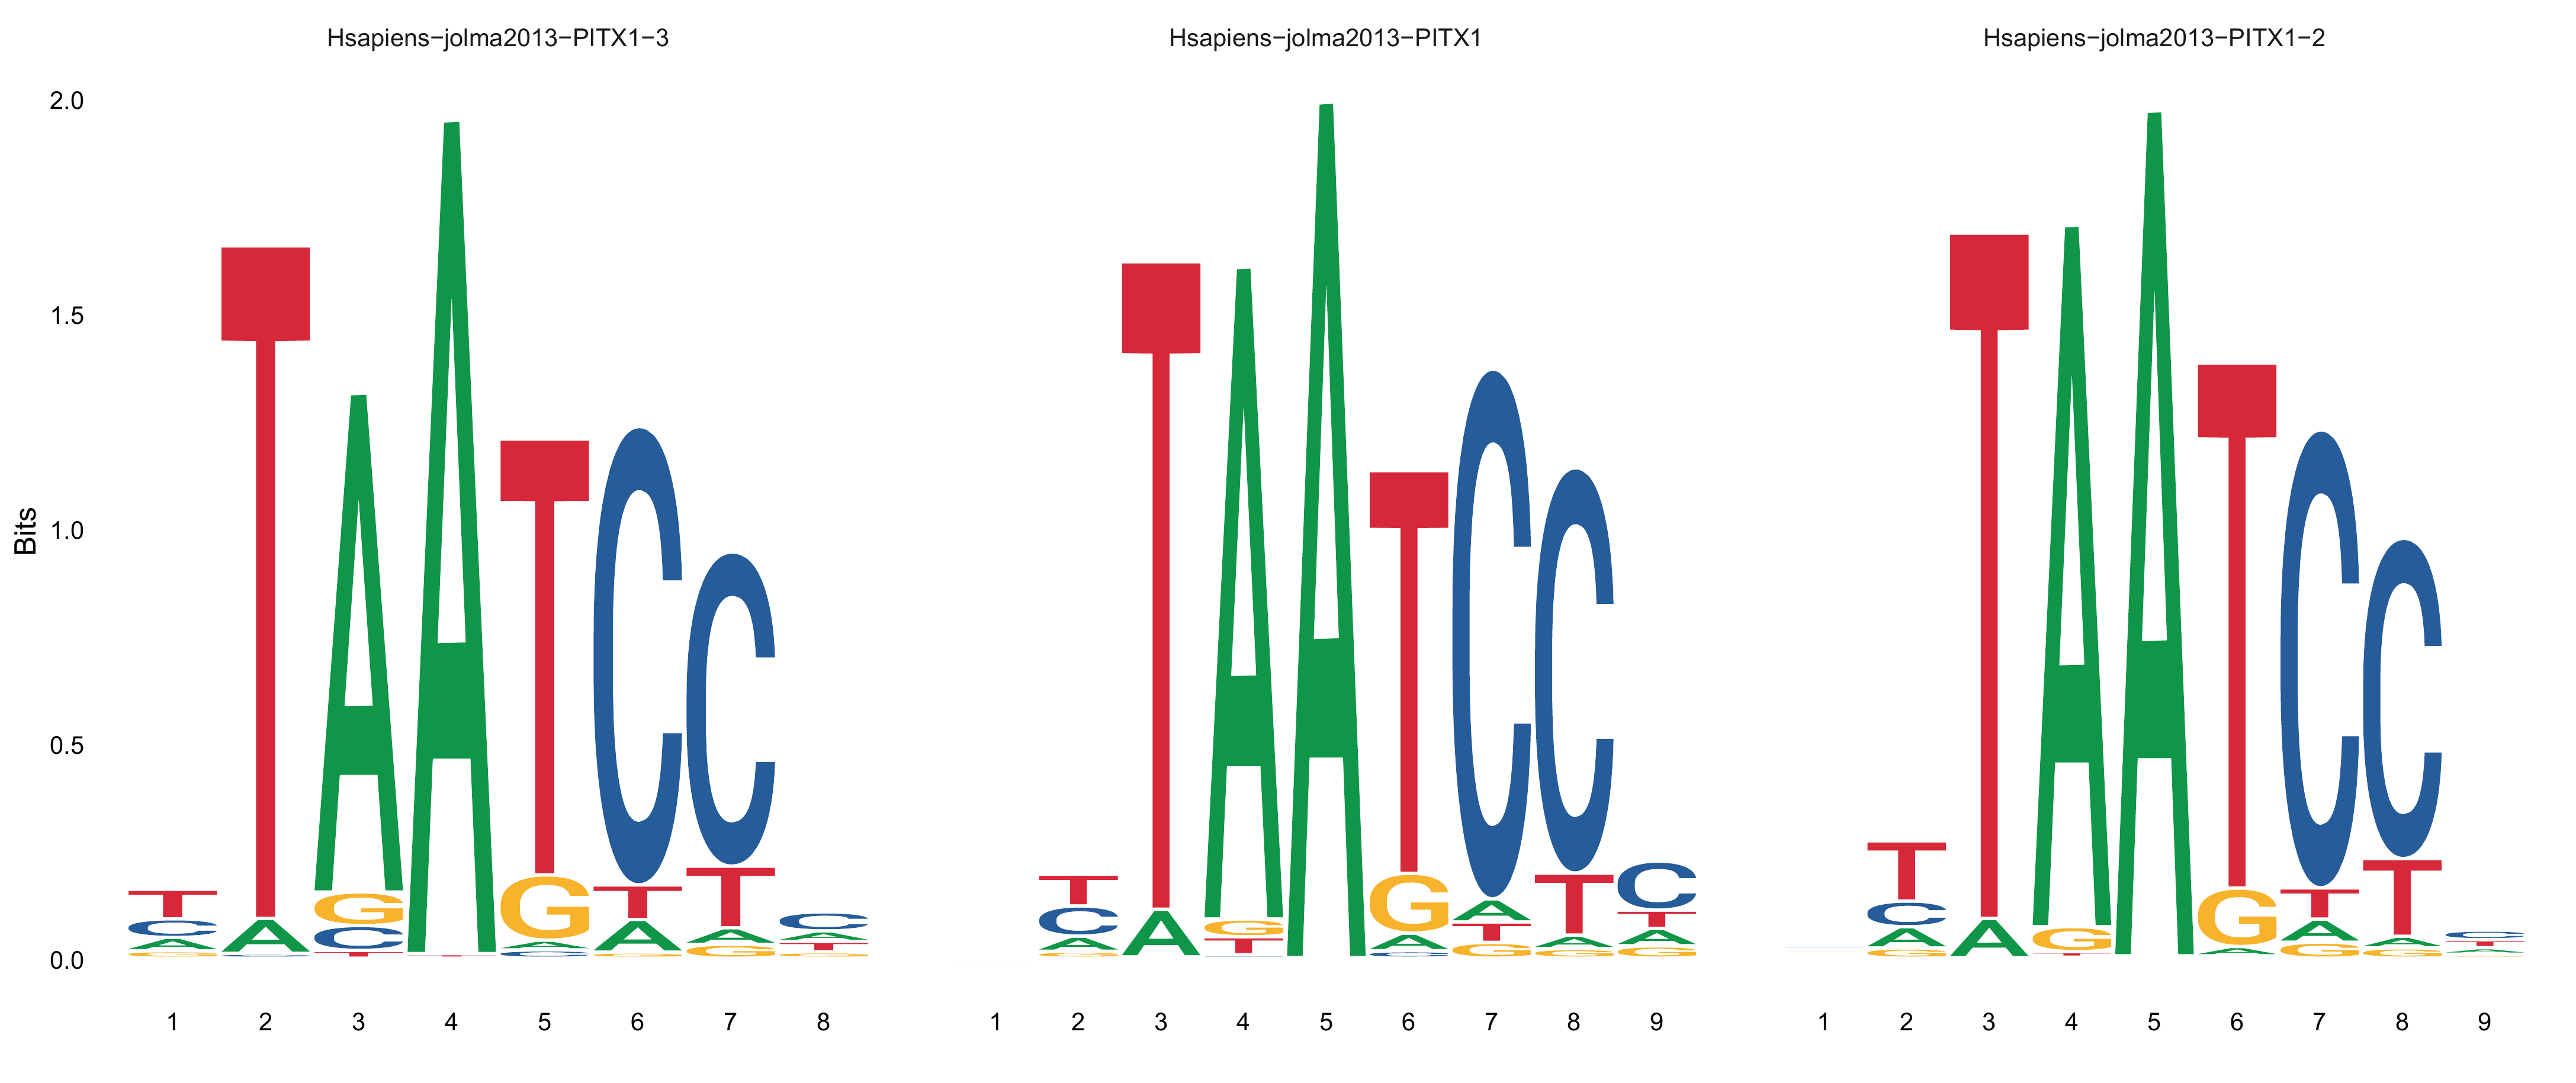 Hsapiens−jolma2013−PITX1−3 Hsapiens−jolma2013−PITX1 Hsapiens−jolma2013−PITX1−2
2.0
1.5
1.0
0.5
0.0
Bits
T C A G
T A C
A G C T
A T
T G A C
C T A G
C T A G
C A T G
T C A G
T A
A G T
A
T G A C
C A T G
C T A G
C T A G
T C A G
T A
A G T
A
T G A
C T A G
C T A G
C T A G
1 2 3 4 5 6 7 8 1 2 3 4 5 6 7 8 9 1 2 3 4 5 6 7 8 9